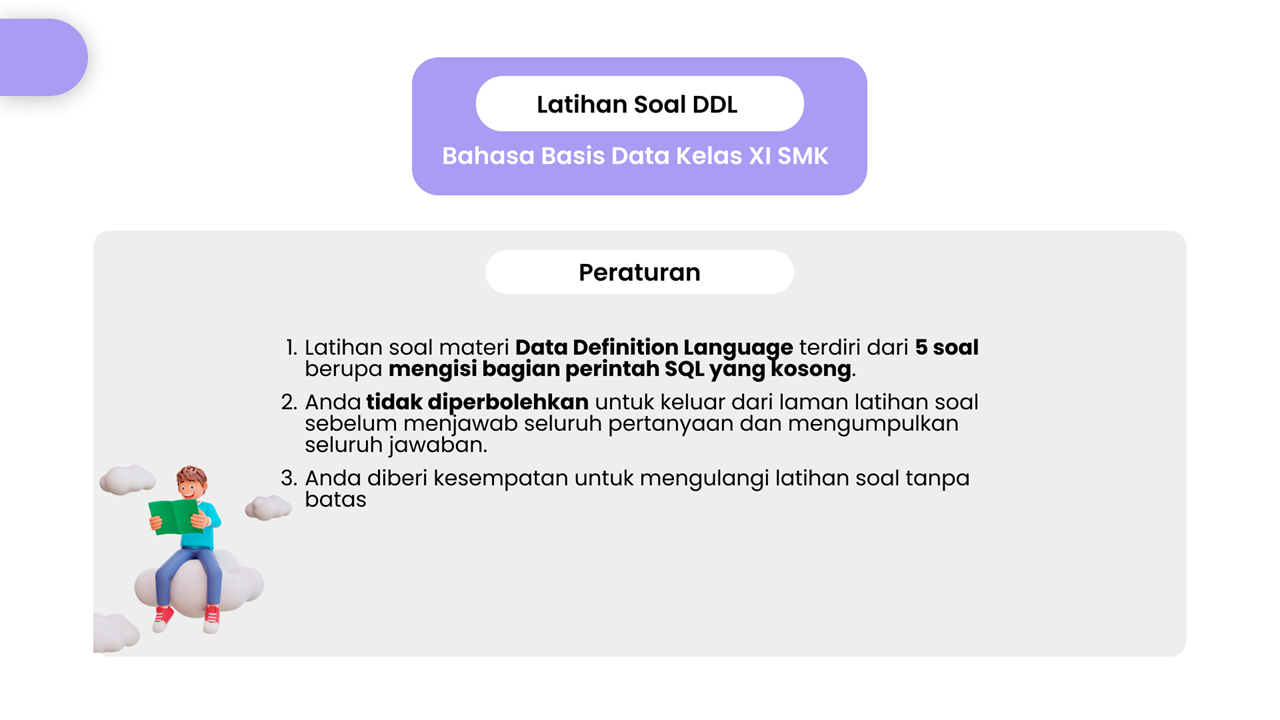 Latihan Soal DDL
Bahasa Basis Data Kelas XI SMK
Peraturan
1. Latihan soal materi Data Definition Language terdiri dari 5 soal
berupa mengisi bagian perintah SQL yang kosong.
2. Anda tidak diperbolehkan untuk keluar dari laman latihan soal
sebelum menjawab seluruh pertanyaan dan mengumpulkan
seluruh jawaban.
3. Anda diberi kesempatan untuk mengulangi latihan soal tanpa
batas